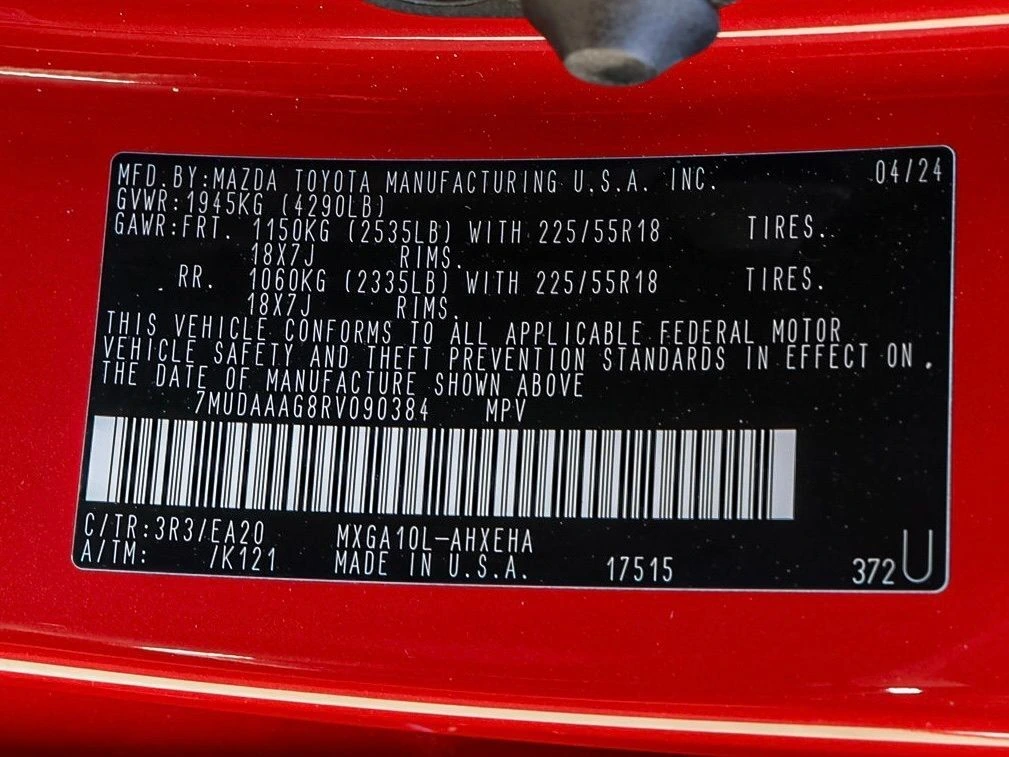 MFD.BY:MAZDA TOYOTA MANUFACTURING U.S.A. INC. 04/24
GVWR:1945KG (4290LB)
GAWR:FRT. 1150KG (2535LB) WITH 225/55R18 TIRES.
18X7J RIMS.
RR. 1060KG (2335LB) WITH 225/55R18 TIRES.
18X7J RIMS.
THIS VEHICLE CONFORMS TO ALL APPLICABLE FEDERAL MOTOR
VEHICLE SAFETY AND THEFT PREVENTION STANDARDS IN EFFECT ON.
THE DATE OF MANUFACTURE SHOWN ABOVE
7MUDAAAG8RV090384 MPV
C/TR:3R3/EA20 MXGA10L-AHXEHA
A/TM: /K121 MADE IN U.S.A. 17515 372 U